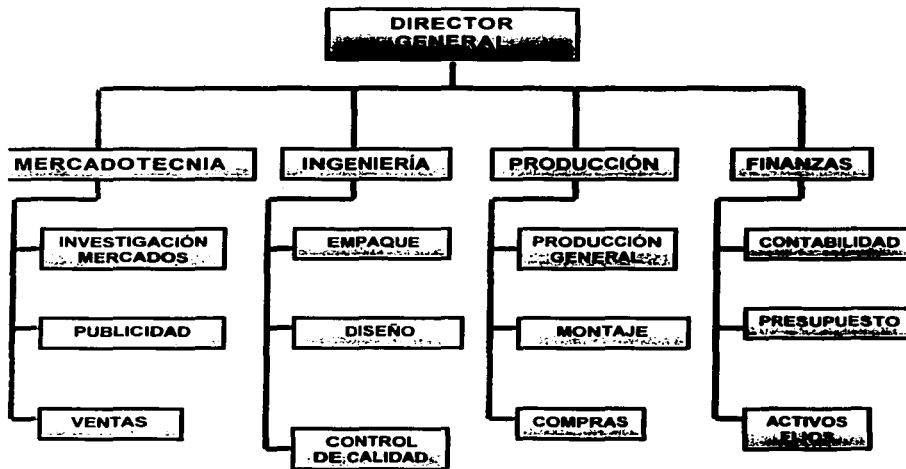 DIRECTOR
GENERAL
MERCADOTECNIA
INGENIERÍA
PRODUCCIÓN
FINANZAS
INVESTIGACIÓN
MERCADOS
EMPAQUE
PRODUCCIÓN
GENERAL
CONTABILIDAD
PUBLICIDAD
DISEÑO
MONTAJE
PRESUPUESTO
VENTAS
CONTROL
DE CALIDAD
COMPRAS
ACTIVOS
FIJOS